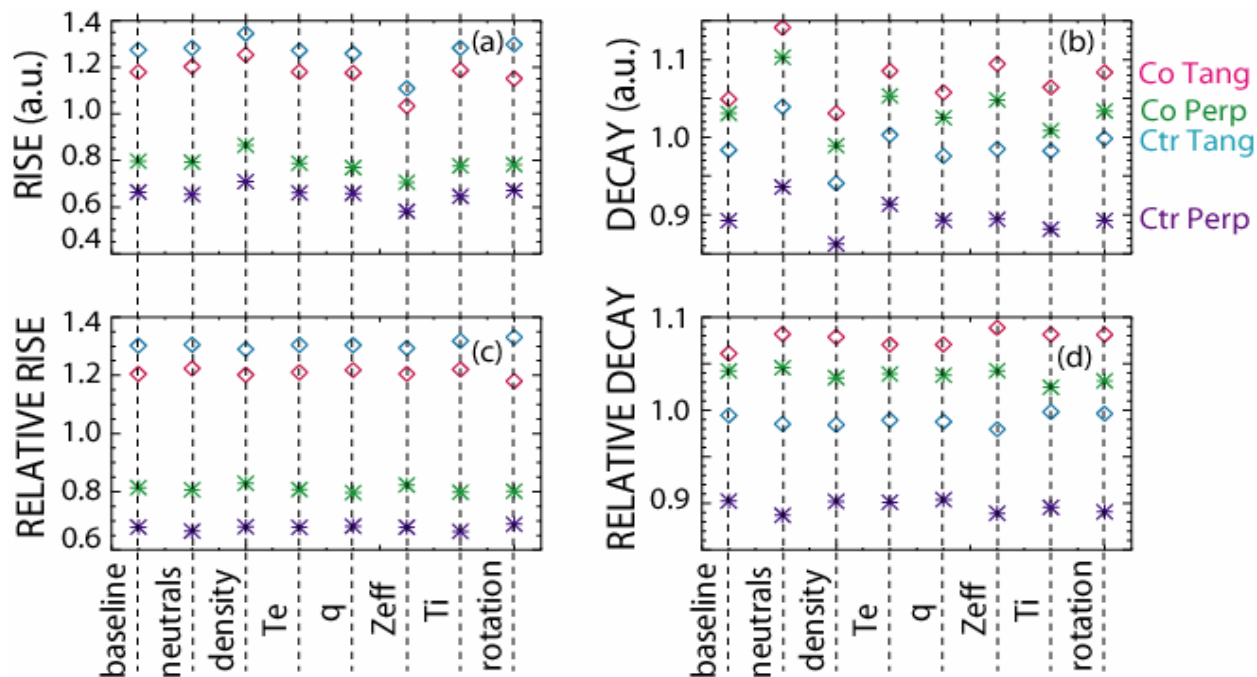 RISE (a.u.)
1.4
1.2
1.0
0.8
0.6
0.4
(a)
DECAY (a.u.)
1.1
1.0
0.9
(b)
Co Tang
Co Perp
Ctr Tang
Ctr Perp
RELATIVE RISE
1.4
1.2
1.0
0.8
0.6
(c)
RELATIVE DECAY
1.1
1.0
0.9
(d)
baseline
neutrals
density
Te
q
Zeff
Ti
rotation
baseline
neutrals
density
Te
q
Zeff
Ti
rotation